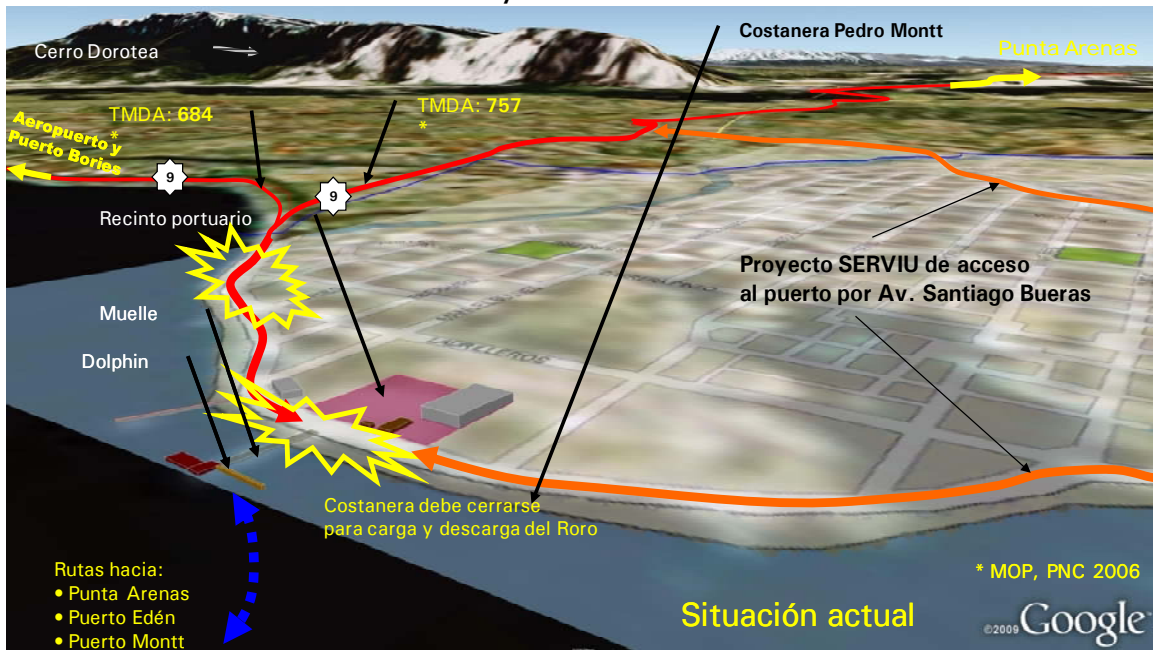 Costanera Pedro Montt
Cerro Dorotea
Punta Arenas
TMDA: 684
*
TMDA: 757
*
Aeropuerto y
Puerto Bories
9
9
Recinto portuario
Proyecto SERVIU de acceso
al puerto por Av. Santiago Bueras
Muelle
Dolphin
LADRILLEROS
Costanera debe cerrarse
para carga y descarga del Roro
Rutas hacia:
• Punta Arenas
• Puerto Edén
• Puerto Montt
* MOP, PNC 2006
Situación actual
©2009 Google